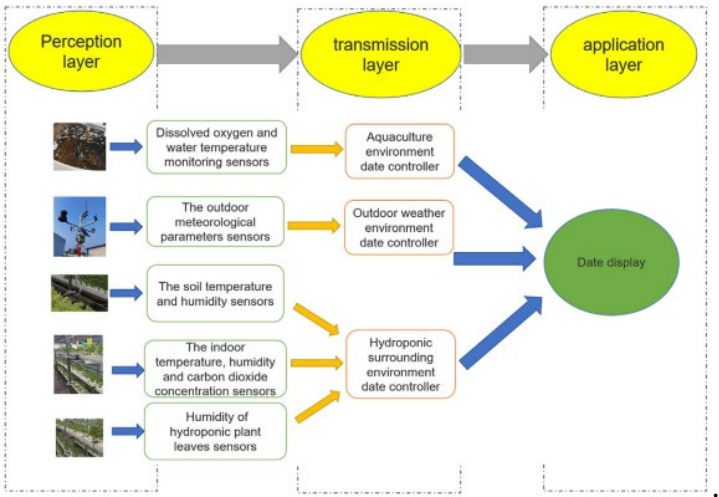 Perception
layer
transmission
layer
application
layer
Dissolved oxygen and
water temperature
monitoring sensors
Aquaculture
environment
date controller
The outdoor
meteorological
parameters sensors
Outdoor weather
environment
date controller
Date display
The soil temperature
and humidity sensors
The indoor
temperature, humidity
and carbon dioxide
concentration sensors
Hydroponic
surrounding
environment
date controller
Humidity of
hydroponic plant
leaves sensors
.